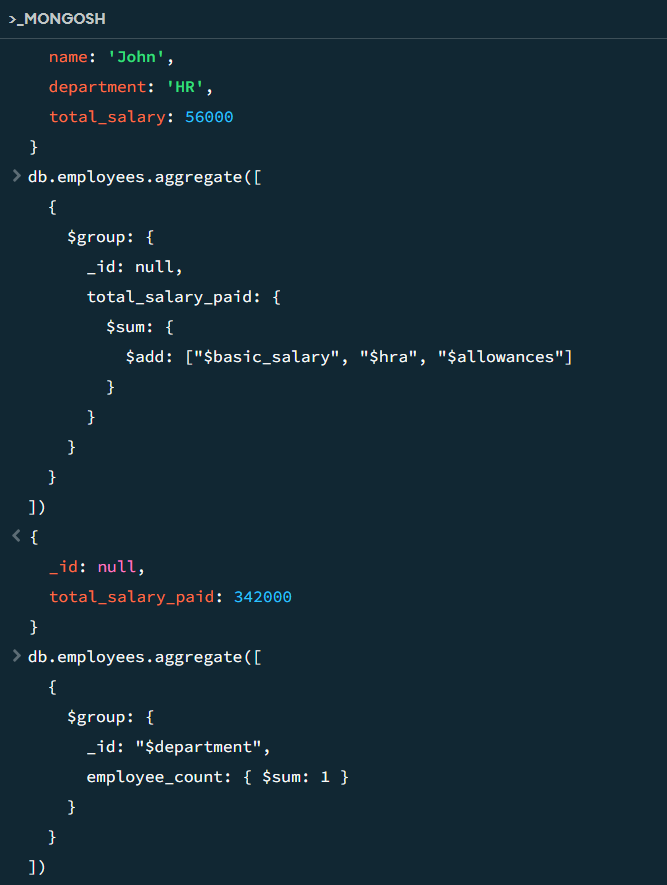 >_MONGOSH
name: 'John',
department: 'HR',
total_salary: 56000
}
> db.employees.aggregate([
{
$group: {
_id: null,
total_salary_paid: {
$sum: {
$add: ["$basic_salary", "$hra", "$allowances"]
}
}
}
}
])
< {
_id: null,
total_salary_paid: 342000
}
> db.employees.aggregate([
{
$group: {
_id: "$department",
employee_count: { $sum: 1 }
}
}
])